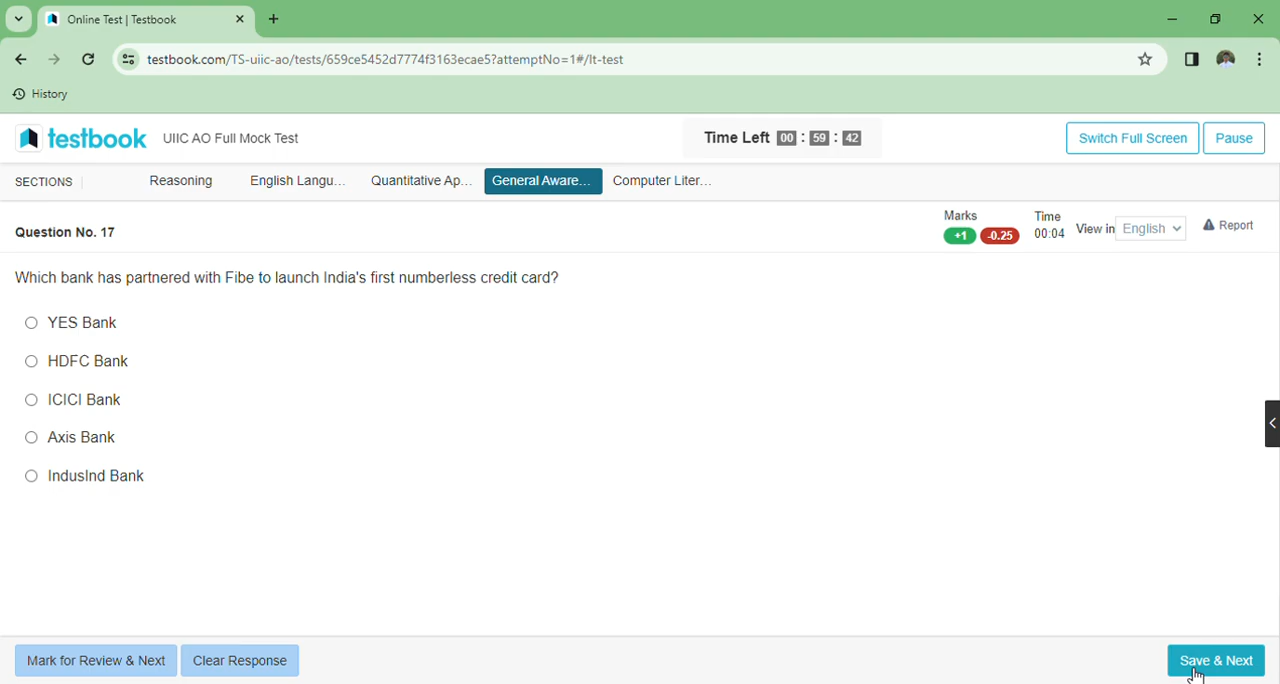 Online Test | Testbook
testbook.com/TS-uiic-ao/tests/659ce5452d7774f3163ecae5?attemptNo=1#/lt-test
History
testbook UIIC AO Full Mock Test Time Left 00 : 59 : 42 Switch Full Screen Pause
SECTIONS Reasoning English Langu... Quantitative Ap... General Aware... Computer Liter...
Question No. 17 Marks +1 -0.25 Time 00:04 View in English Report
Which bank has partnered with Fibe to launch India's first numberless credit card?
YES Bank
HDFC Bank
ICICI Bank
Axis Bank
IndusInd Bank
Mark for Review & Next Clear Response Save & Next